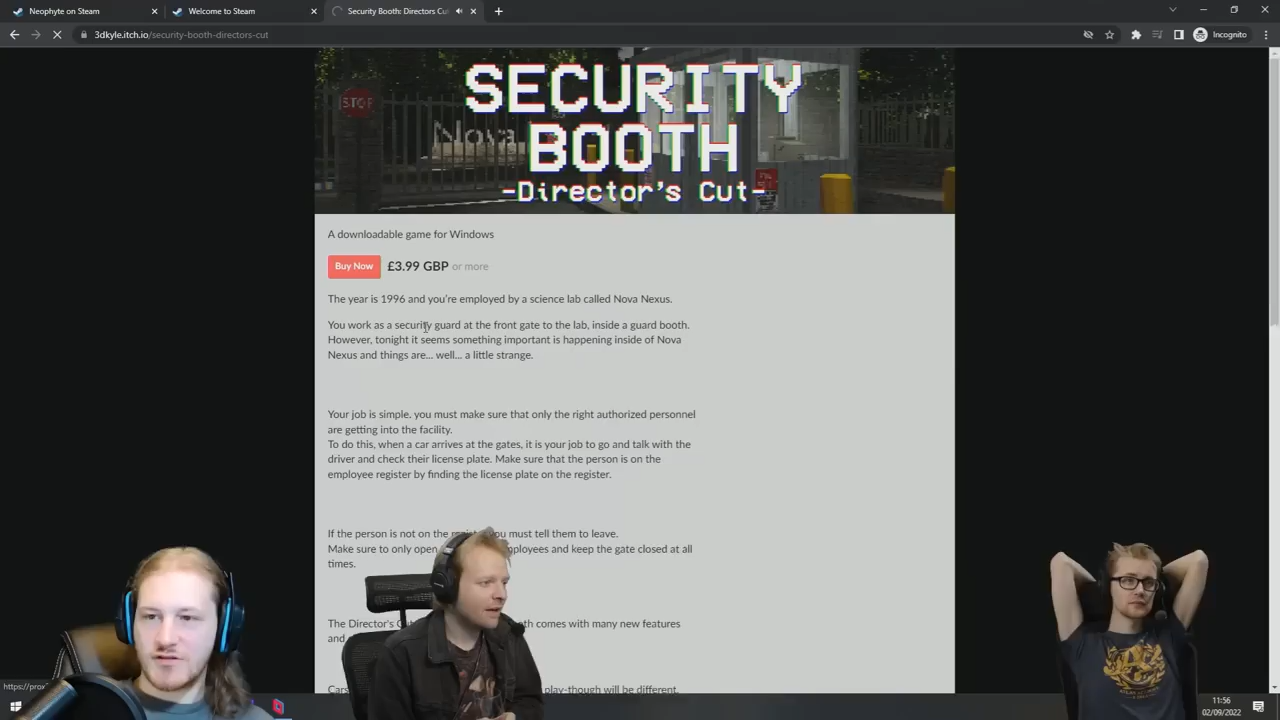 Neophyte on Steam
Welcome to Steam
Security Booth: Director's Cut
3dkyle.itch.io/security-booth-directors-cut
Incognito
STOP
Nova
SECURITY
BOOTH
-Director's Cut-
A downloadable game for Windows
Buy Now £3.99 GBP or more
The year is 1996 and you're employed by a science lab called Nova Nexus.
You work as a security guard at the front gate to the lab, inside a guard booth.
However, tonight it seems something important is happening inside of Nova
Nexus and things are... well... a little strange.
Your job is simple. you must make sure that only the right authorized personnel
are getting into the facility.
To do this, when a car arrives at the gates, it is your job to go and talk with the
driver and check their license plate. Make sure that the person is on the
employee register by finding the license plate on the register.
If the person is not on the you must tell them to leave.
Make sure to only open employees and keep the gate closed at all
times.
The Director's comes with many new features
and
Cars play-though will be different.
11:56
02/09/2022